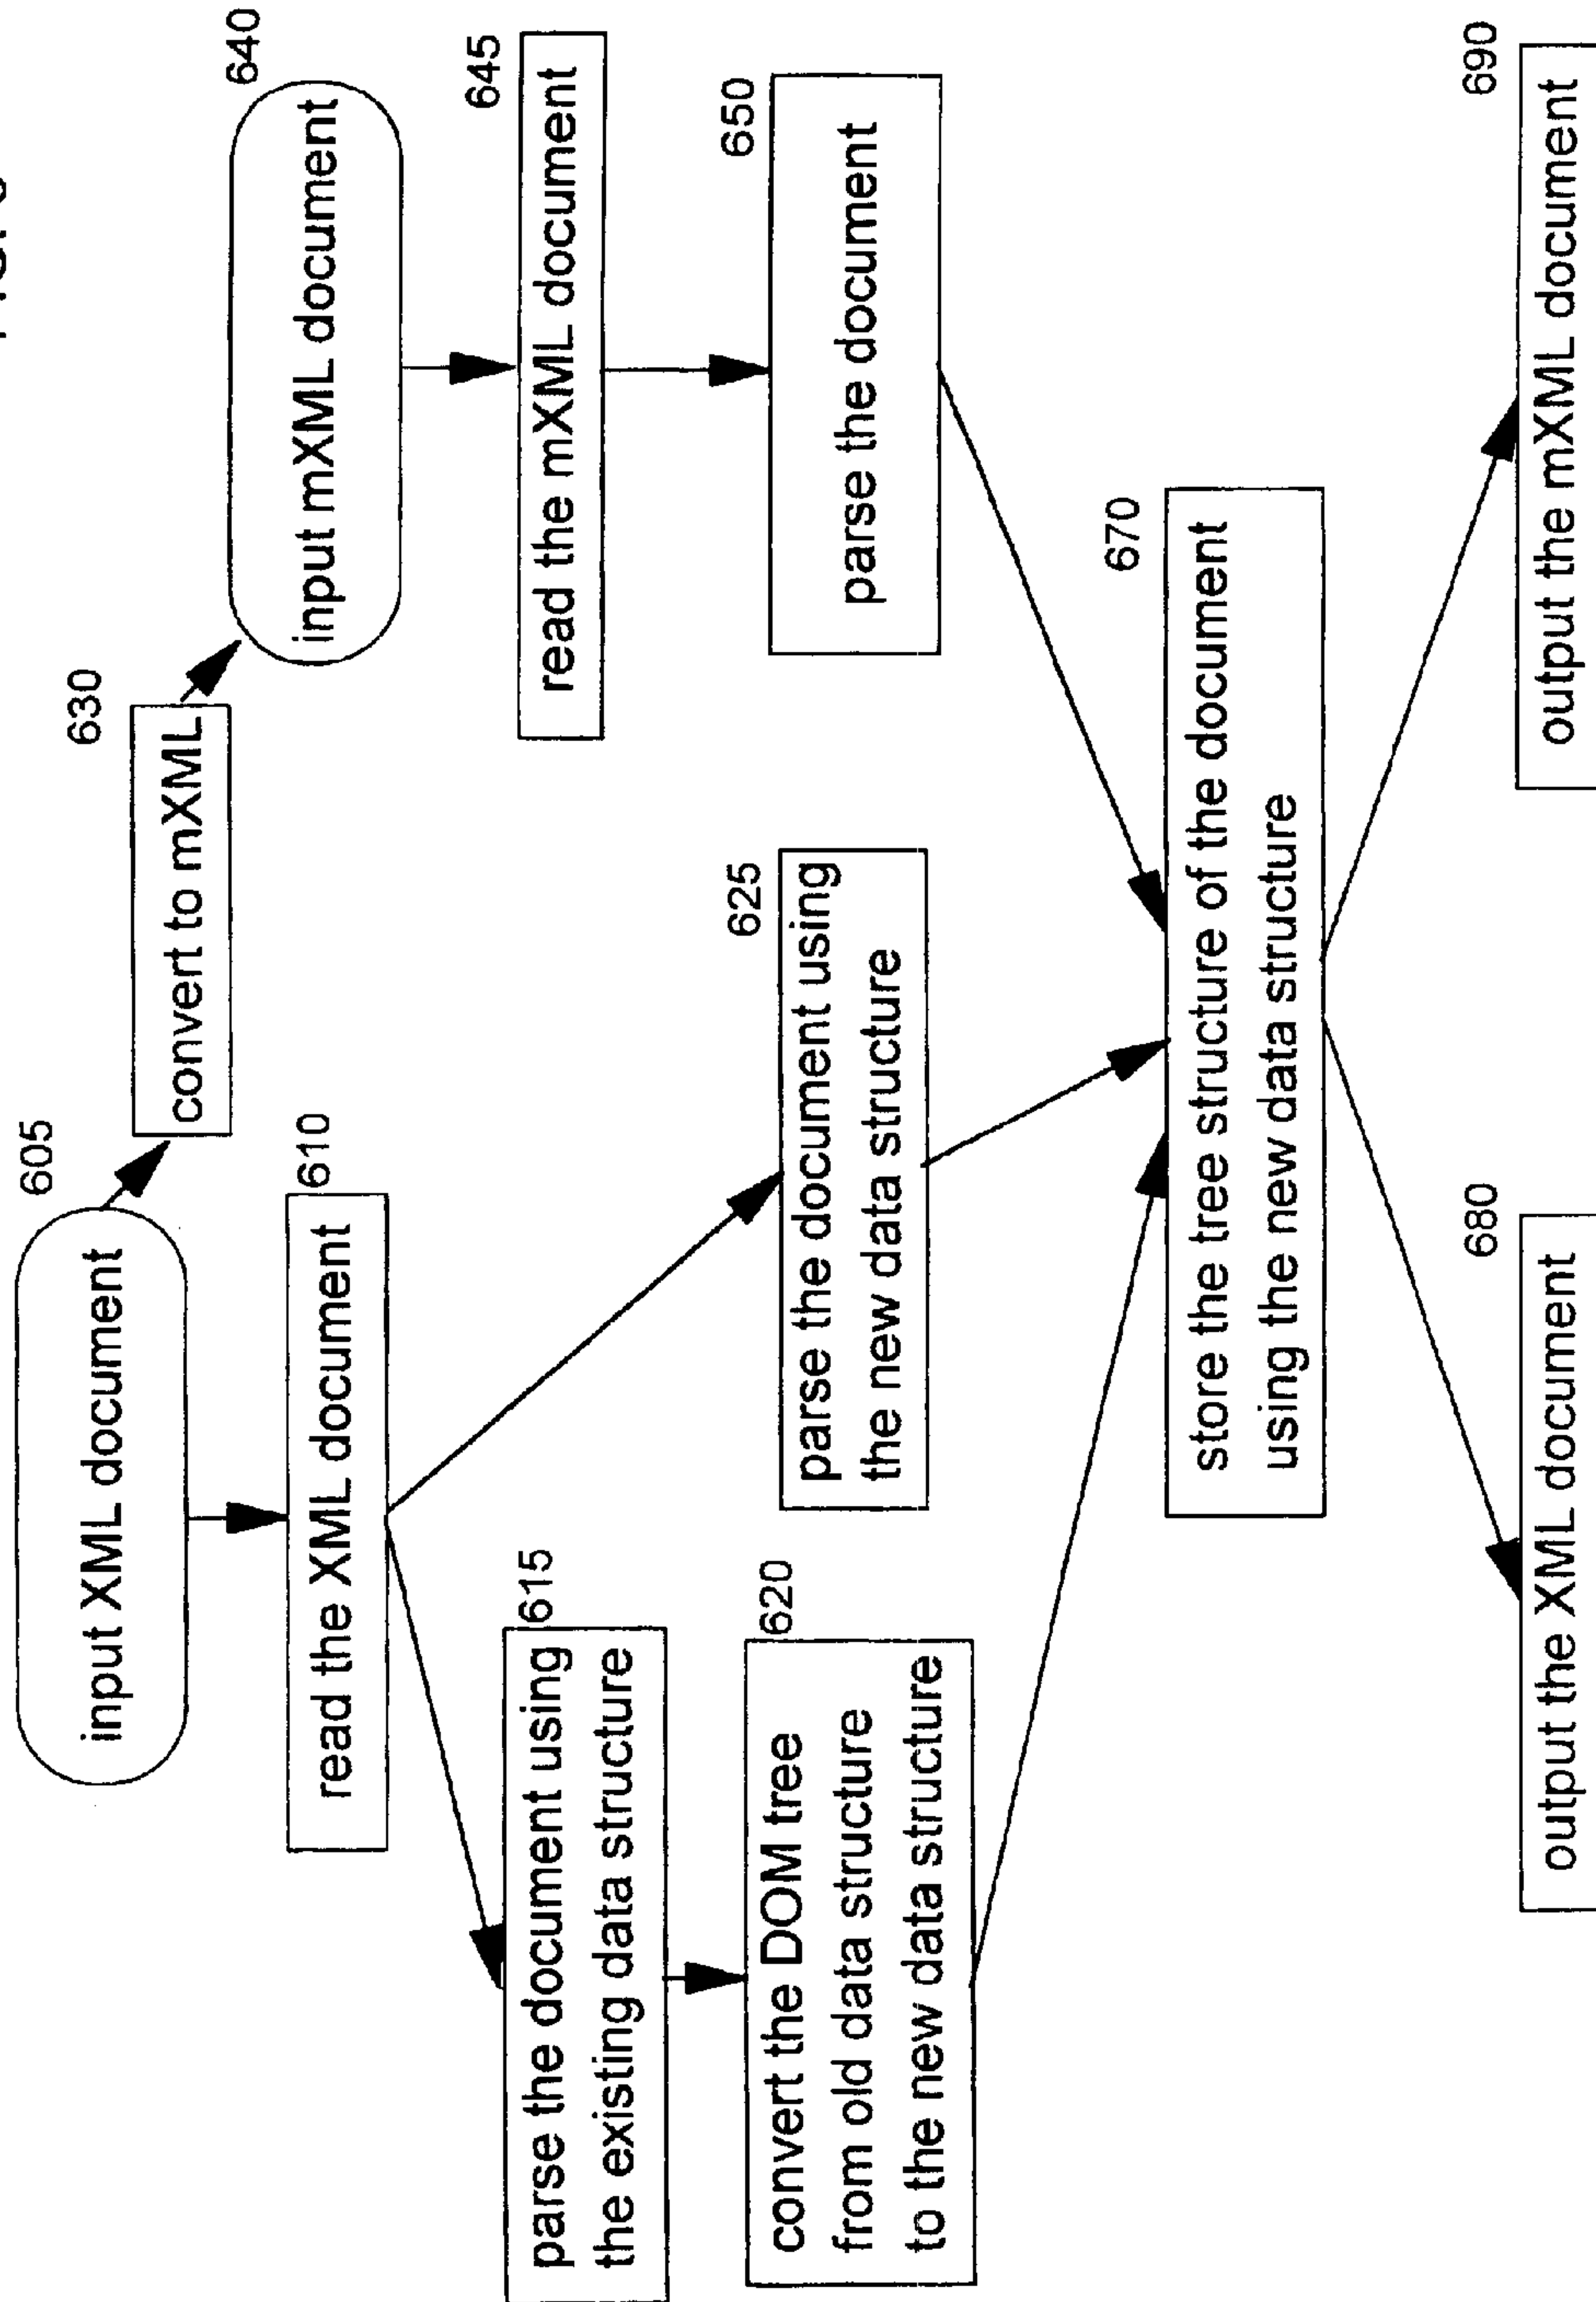 605
input XML document
630
convert to mXML
640
input mXML document
610
read the XML document
645
read the mXML document
615
parse the document using
the existing data structure
620
convert the DOM tree
from old data structure
to the new data structure
625
parse the document using
the new data structure
650
parse the document
670
store the tree structure of the document
using the new data structure
680
output the XML document
690
output the mXML document